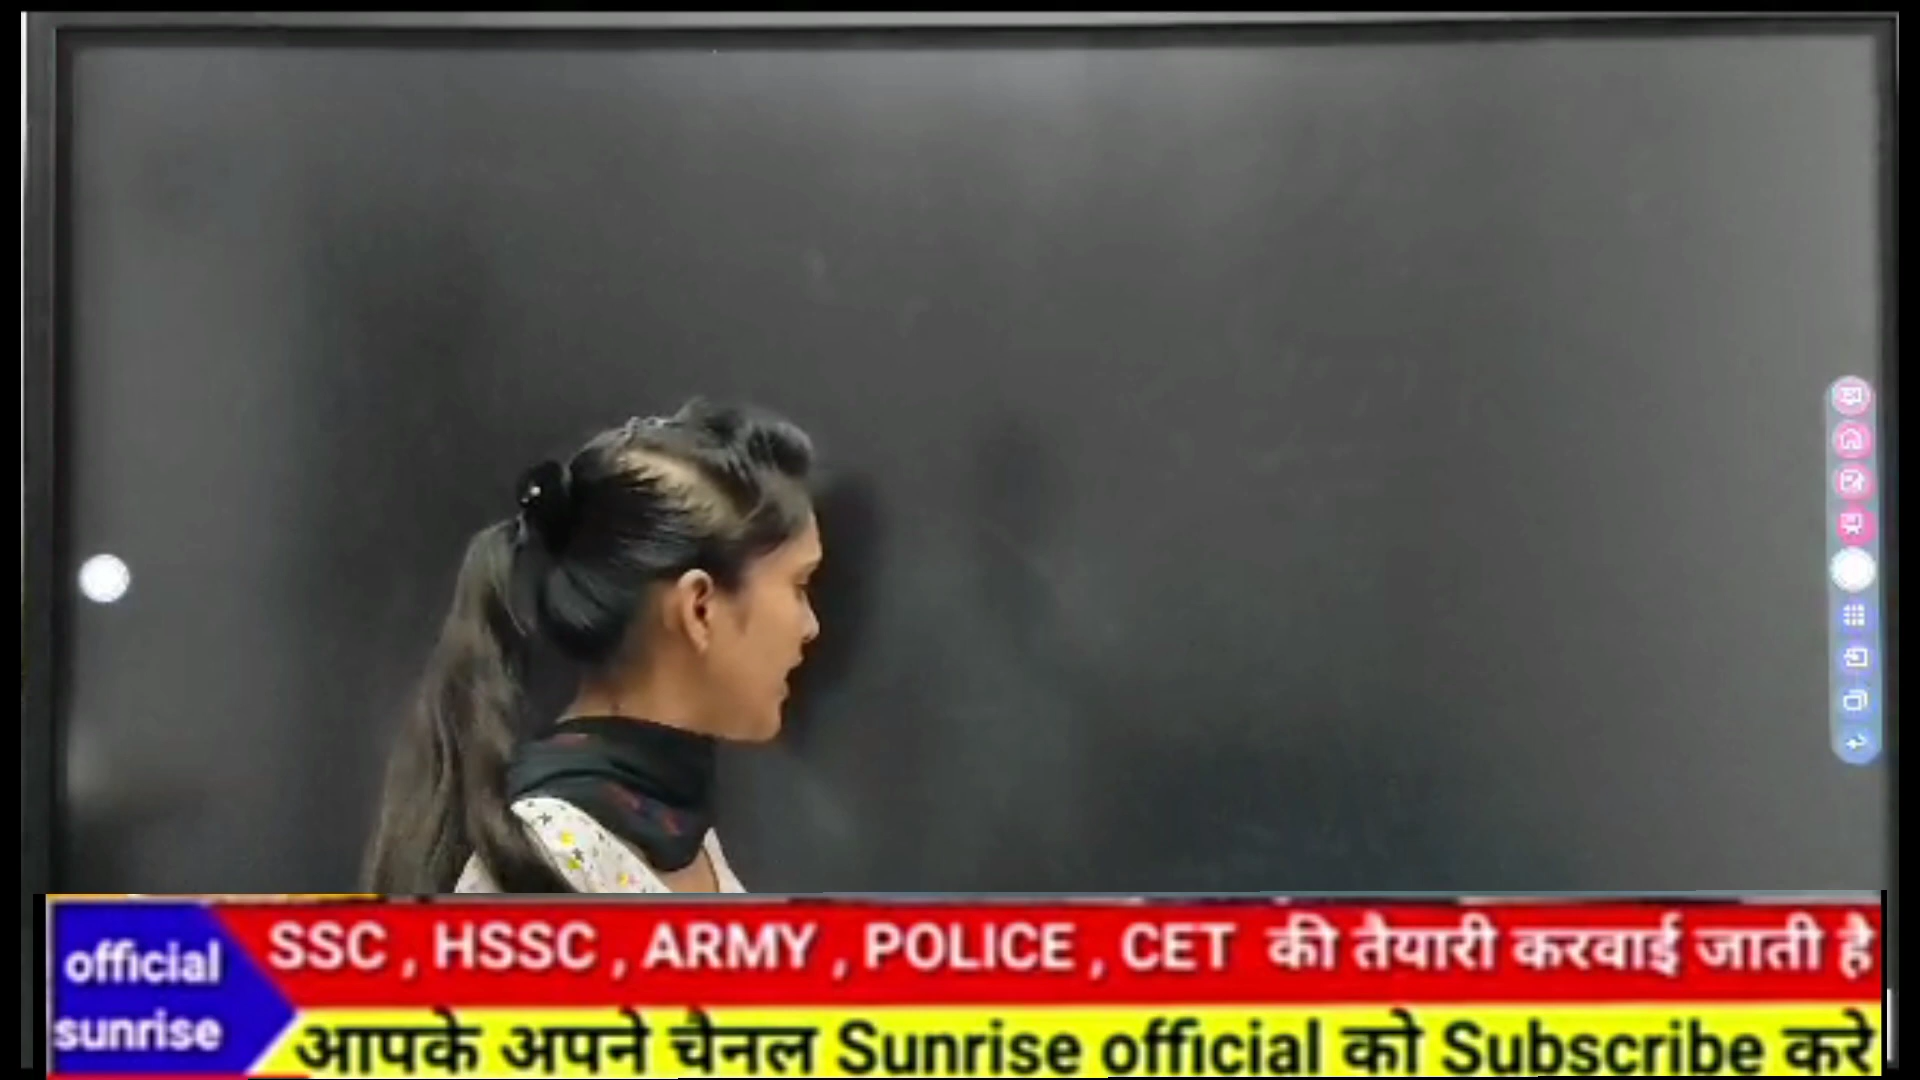 official
sunrise
SSC , HSSC , ARMY , POLICE , CET की तैयारी करवाई जाती है
आपके अपने चैनल Sunrise official को Subscribe करे